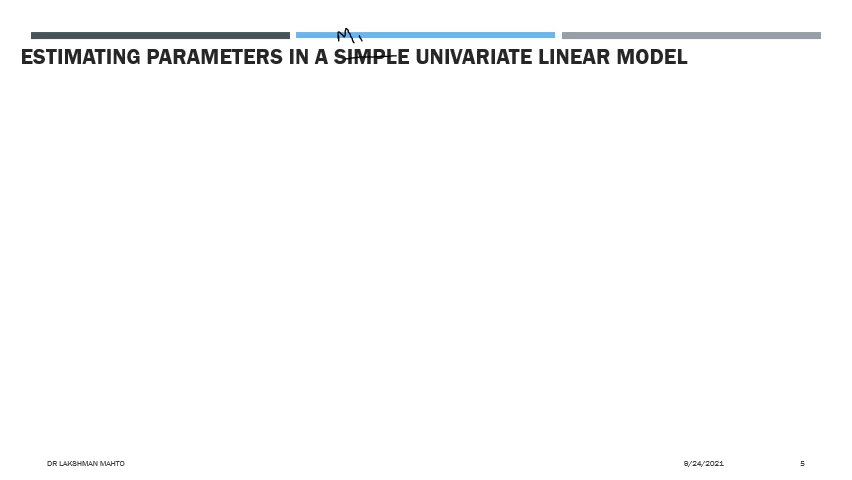 ESTIMATING PARAMETERS IN A SIMPLE UNIVARIATE LINEAR MODEL
DR LAKSHMAN MAHTO
9/24/2021
5